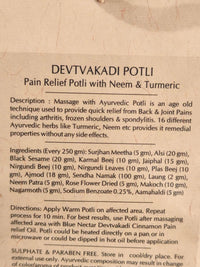 DEVTVAKADI POTLI
Pain Relief Potli with Neem & Turmeric
Description : Massage with Ayurvedic Potli is an age old
technique used to provide quick relief from Back & Joint Pains
including arthritis, frozen shoulders & spondylitis. 16 different
Ayurvedic herbs like Turmeric, Neem etc provides it remedial
properties without any side effects.
Ingredients (Every 250 gm): Surjhan Meetha (5 gm), Alsi (20 gm),
Black Sesame (20 gm), Karmal Beej (10 gm), Jaiphal (15 gm),
Nirgundi Beej (10 gm), Nirgundi Leaves (10 gm), Plas Beej (10
gm), Ajmod (18 gm), Sendha Namak (100 gm), Laung (2 gm),
Neem Patra (5 gm), Rose Flower Dried (5 gm), Makoch (10 gm),
Nagarmoth (5 gm), Sodium Benzoate 0.25%, Aamahaldi (5 gm)
Directions: Apply Warm Potli on affected area. Repeat
process for 10 min. For best results, use Potli after massaging
affected area with Blue Nectar Devtvakadi Cinnamon Pain
relief Oil. Potli could be heated directly on a pan, or in
microwave or could be dipped in hot oil before application
SULPHATE & PARABEN FREE. Store in cool/dry place. For
external use only. Ayurvedic composition may result in change